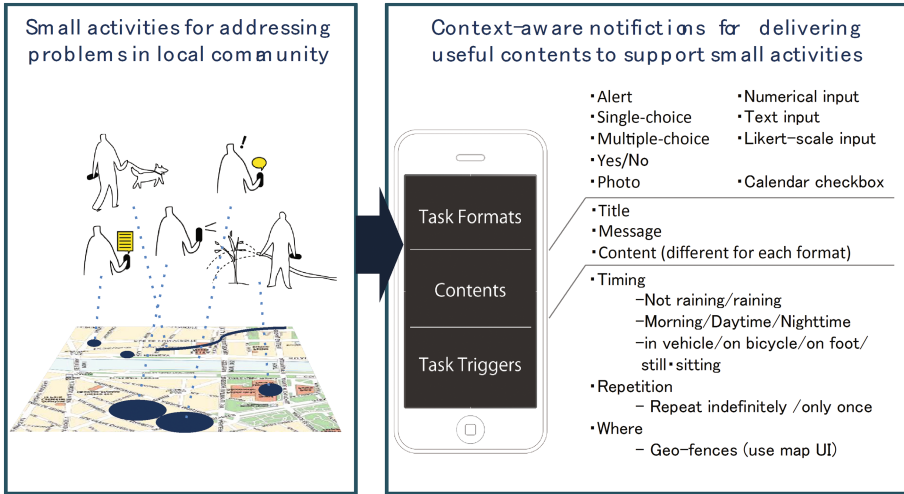 Small activities for addressing
problems in local community
Context-aware notifictions for delivering
useful contents to support small activities
・Alert
・Single-choice
・Multiple-choice
・Yes/No
・Photo
・Numerical input
・Text input
・Likert-scale input
・Calendar checkbox
Task Formats
Contents
Task Triggers
・Title
・Message
・Content (different for each format)
・Timing
－Not raining/raining
－Morning/Daytime/Nighttime
－in vehicle/on bicycle/on foot/
still・sitting
・Repetition
－ Repeat indefinitely /only once
・Where
－ Geo-fences (use map UI)